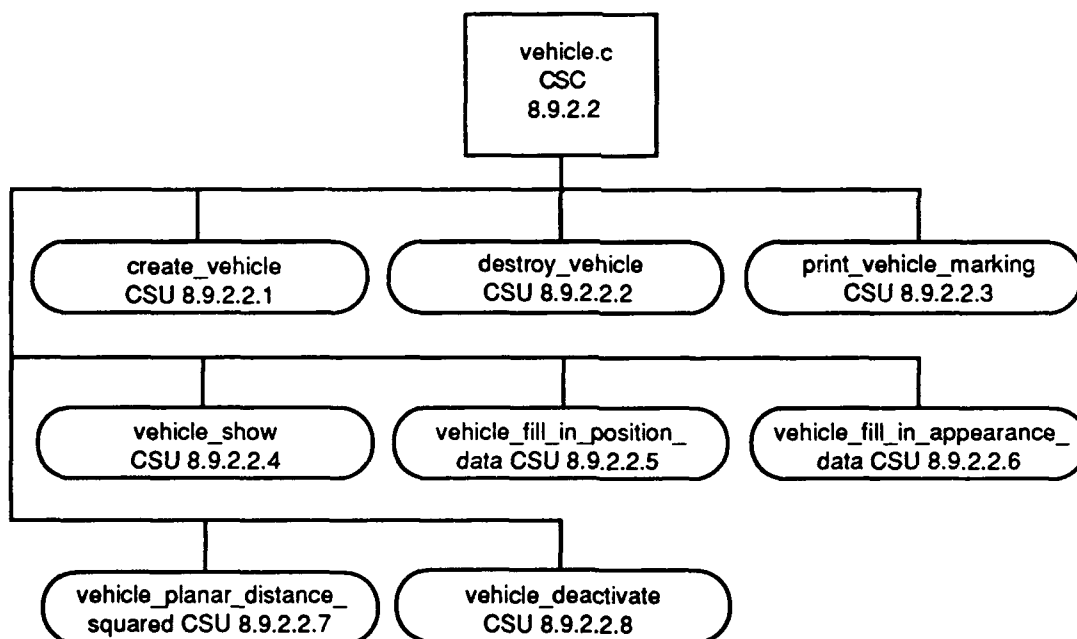 vehicle.c
CSC
8.9.2.2
create_vehicle
CSU 8.9.2.2.1
destroy_vehicle
CSU 8.9.2.2.2
print_vehicle_marking
CSU 8.9.2.2.3
vehicle_show
CSU 8.9.2.2.4
vehicle_fill_in_position_
data CSU 8.9.2.2.5
vehicle_fill_in_appearance_
data CSU 8.9.2.2.6
vehicle_planar_distance_
squared CSU 8.9.2.2.7
vehicle_deactivate
CSU 8.9.2.2.8